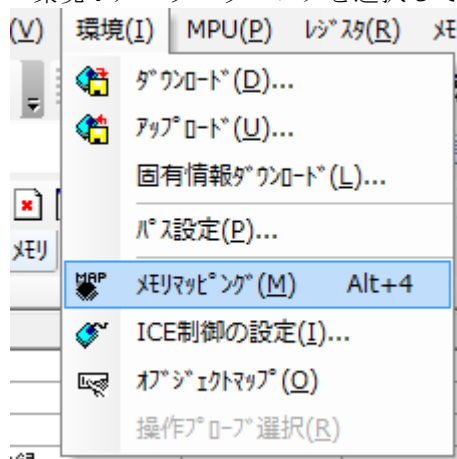 (V) 環境(I) MPU(P) ﾚｼﾞｽﾀ(R) ﾒﾓ
ﾀﾞｳﾝﾛｰﾄﾞ(D)...
ｱｯﾌﾟﾛｰﾄﾞ(U)...
固有情報ﾀﾞｳﾝﾛｰﾄﾞ(L)...
ﾊﾟｽ設定(P)...
ﾒﾓﾘ
MAP ﾒﾓﾘﾏｯﾋﾟﾝｸﾞ(M) Alt+4
ICE制御の設定(I)...
ｵﾌﾞｼﾞｪｸﾄﾏｯﾌﾟ(O)
操作ﾌﾟﾛｰﾌﾞ選択(R)